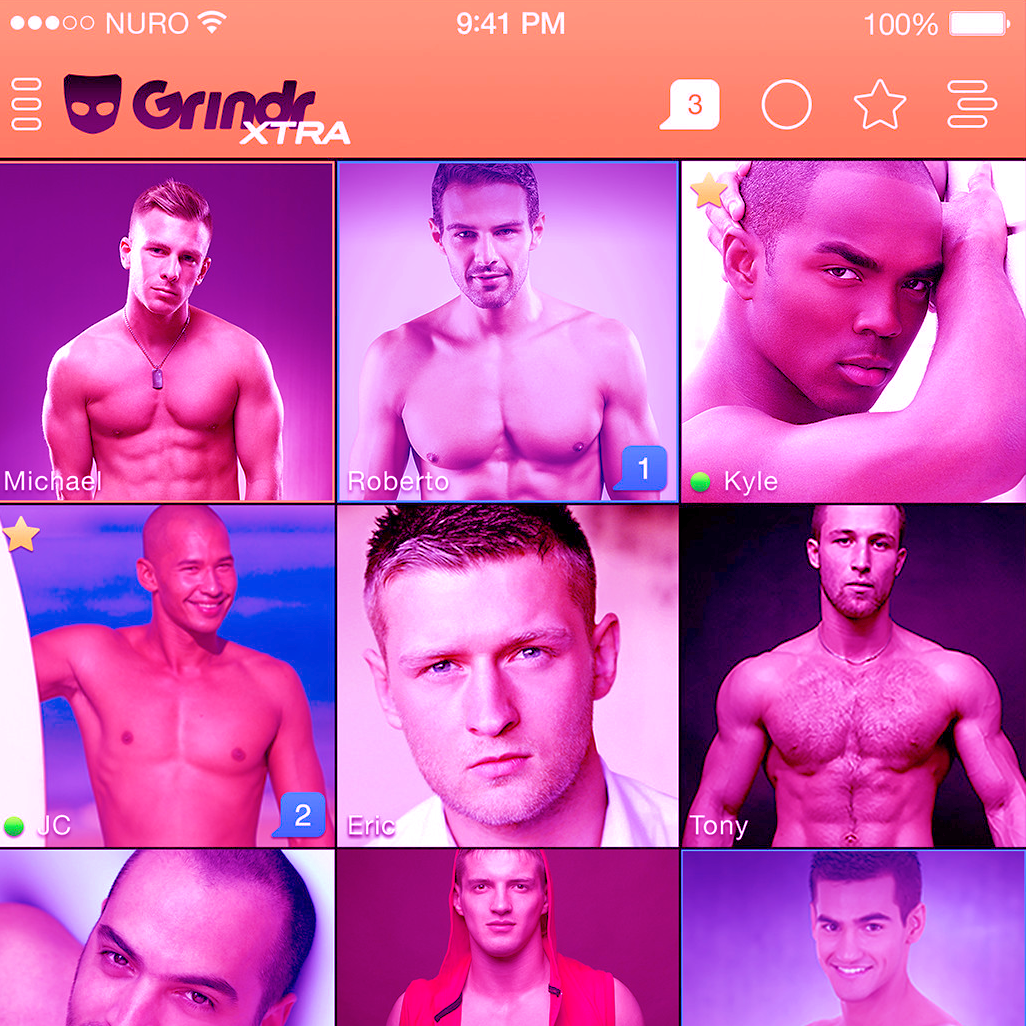 NURO 9:41 PM 100%
Grindr
XTRA
3
Michael
Roberto
1
Kyle
JC
2
Eric
Tony